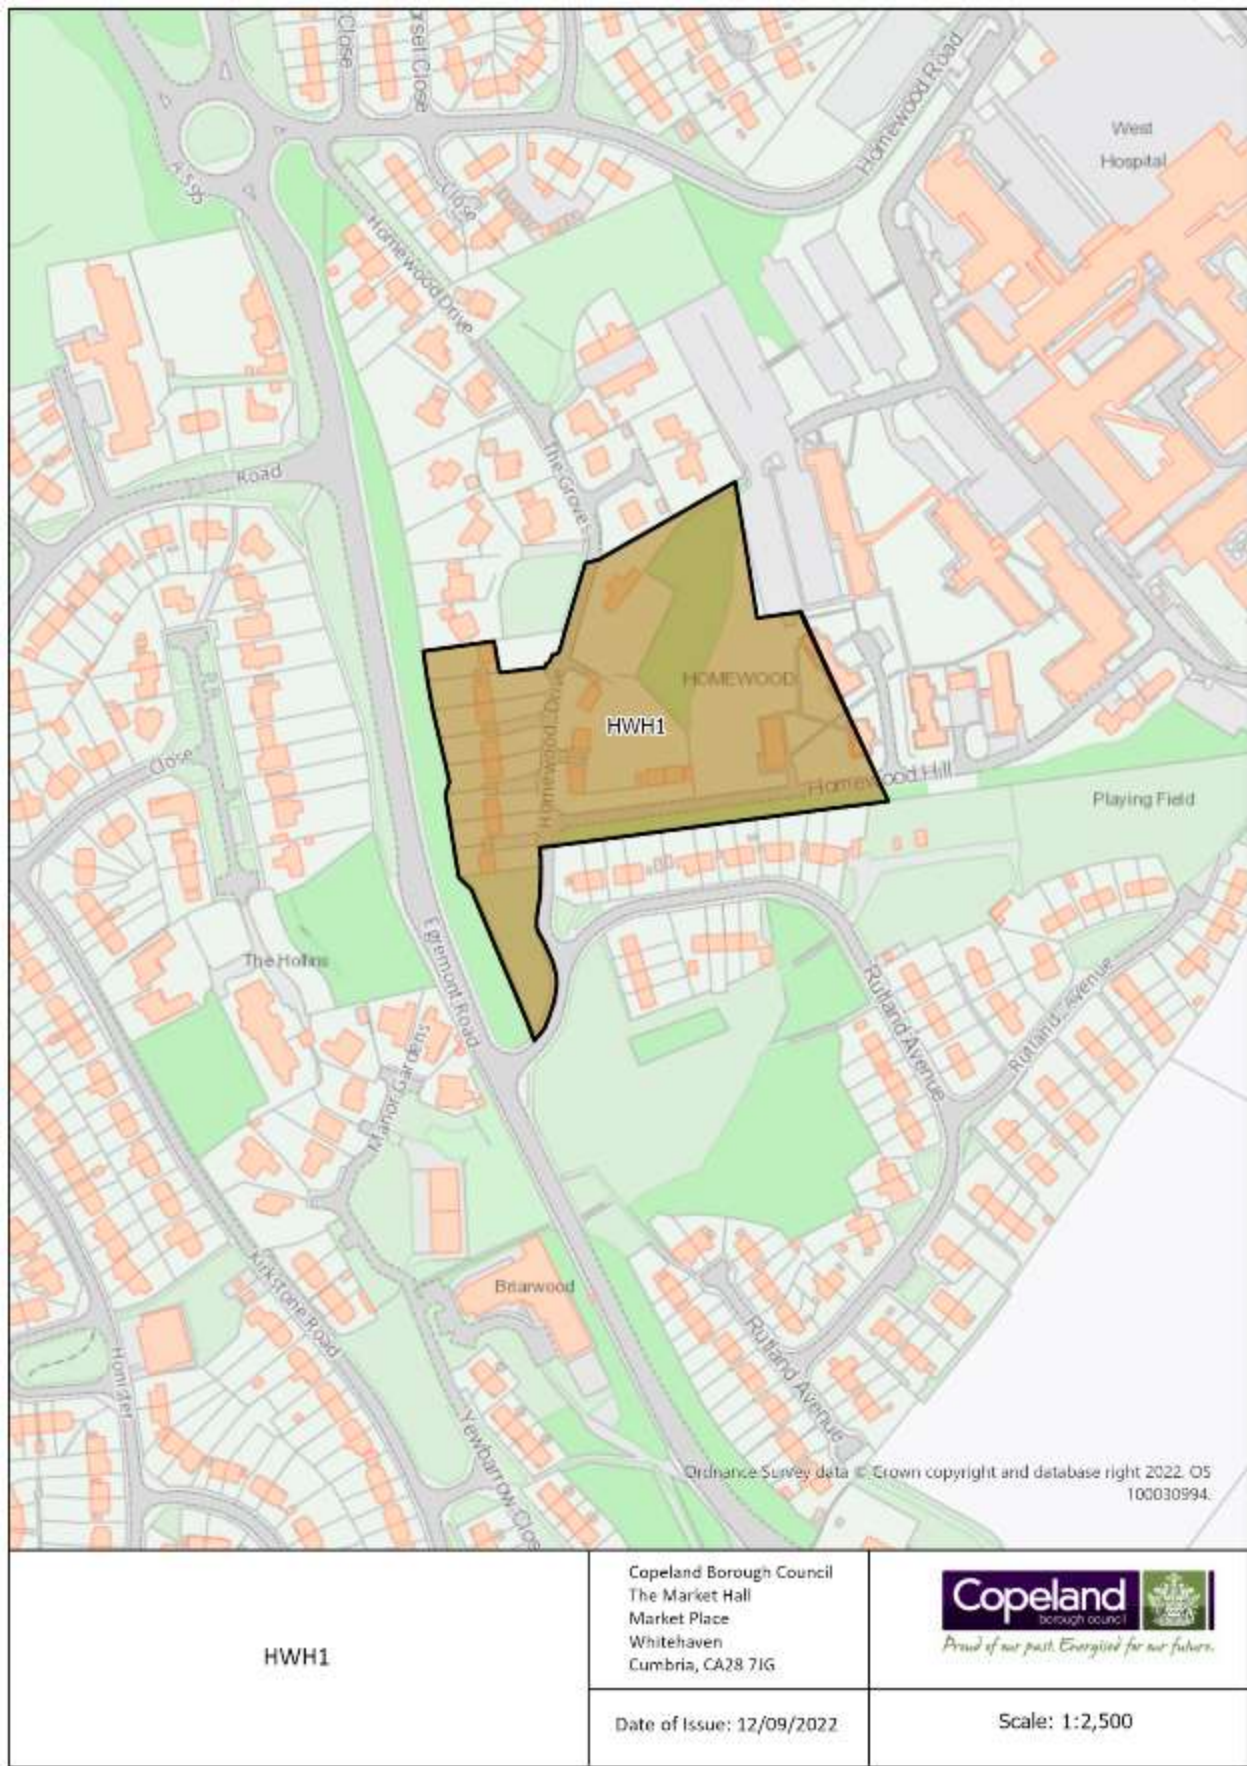 Close
rset Close
Homewood Road
West
Hospital
A 595
Close
Homewood Drive
The Groves
Road
HOMEWOOD
Homewood Drive
HWH1
Close
Homewood Hill
Playing Field
The Hollins
Egremont Road
Rutland Avenue
Rutland Avenue
Manor Gardens
Briarwood
Kirkstone Road
Honister
Rutland Avenue
Yewbarrow Clos
Ordnance Survey data © Crown copyright and database right 2022. OS
100030994.
HWH1
Copeland Borough Council
The Market Hall
Market Place
Whitehaven
Cumbria, CA28 7JG
Date of Issue: 12/09/2022
Copeland
borough council
Proud of our past. Energised for our future.
Scale: 1:2,500